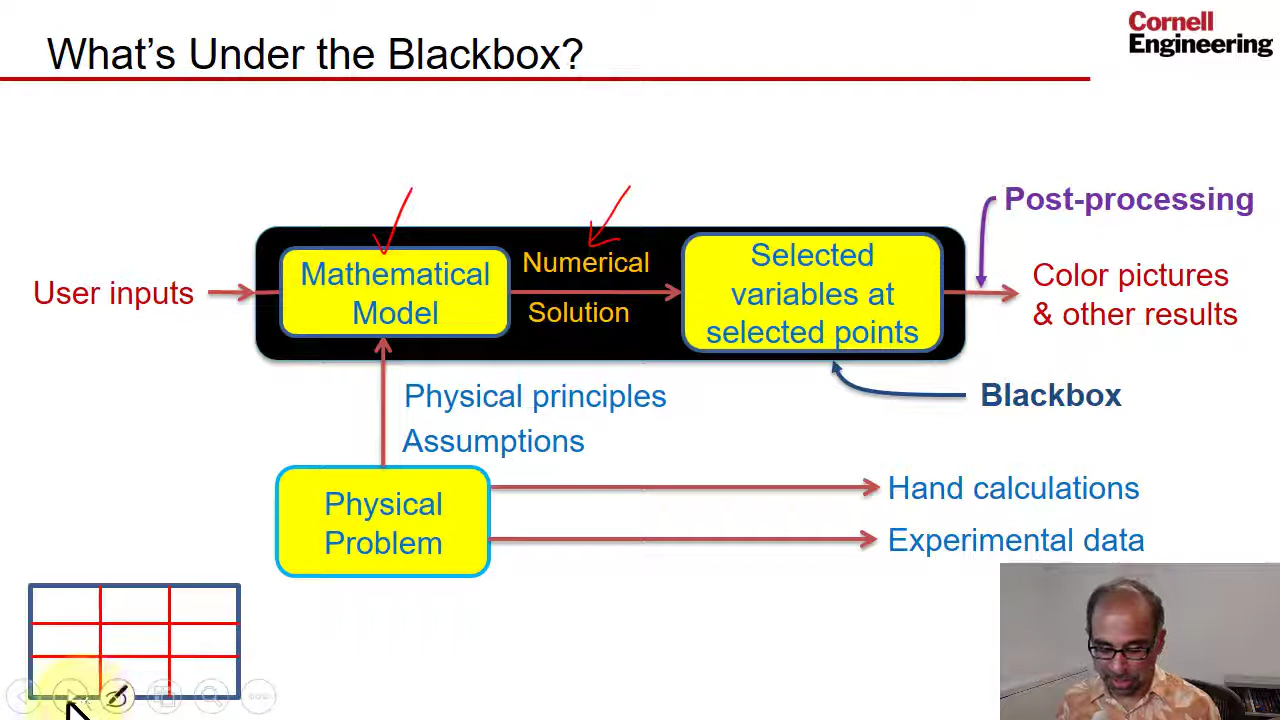 What's Under the Blackbox?
Cornell
Engineering
Post-processing
User inputs
Mathematical
Model
Numerical
Solution
Selected
variables at
selected points
Color pictures
& other results
Physical principles
Assumptions
Blackbox
Physical
Problem
Hand calculations
Experimental data